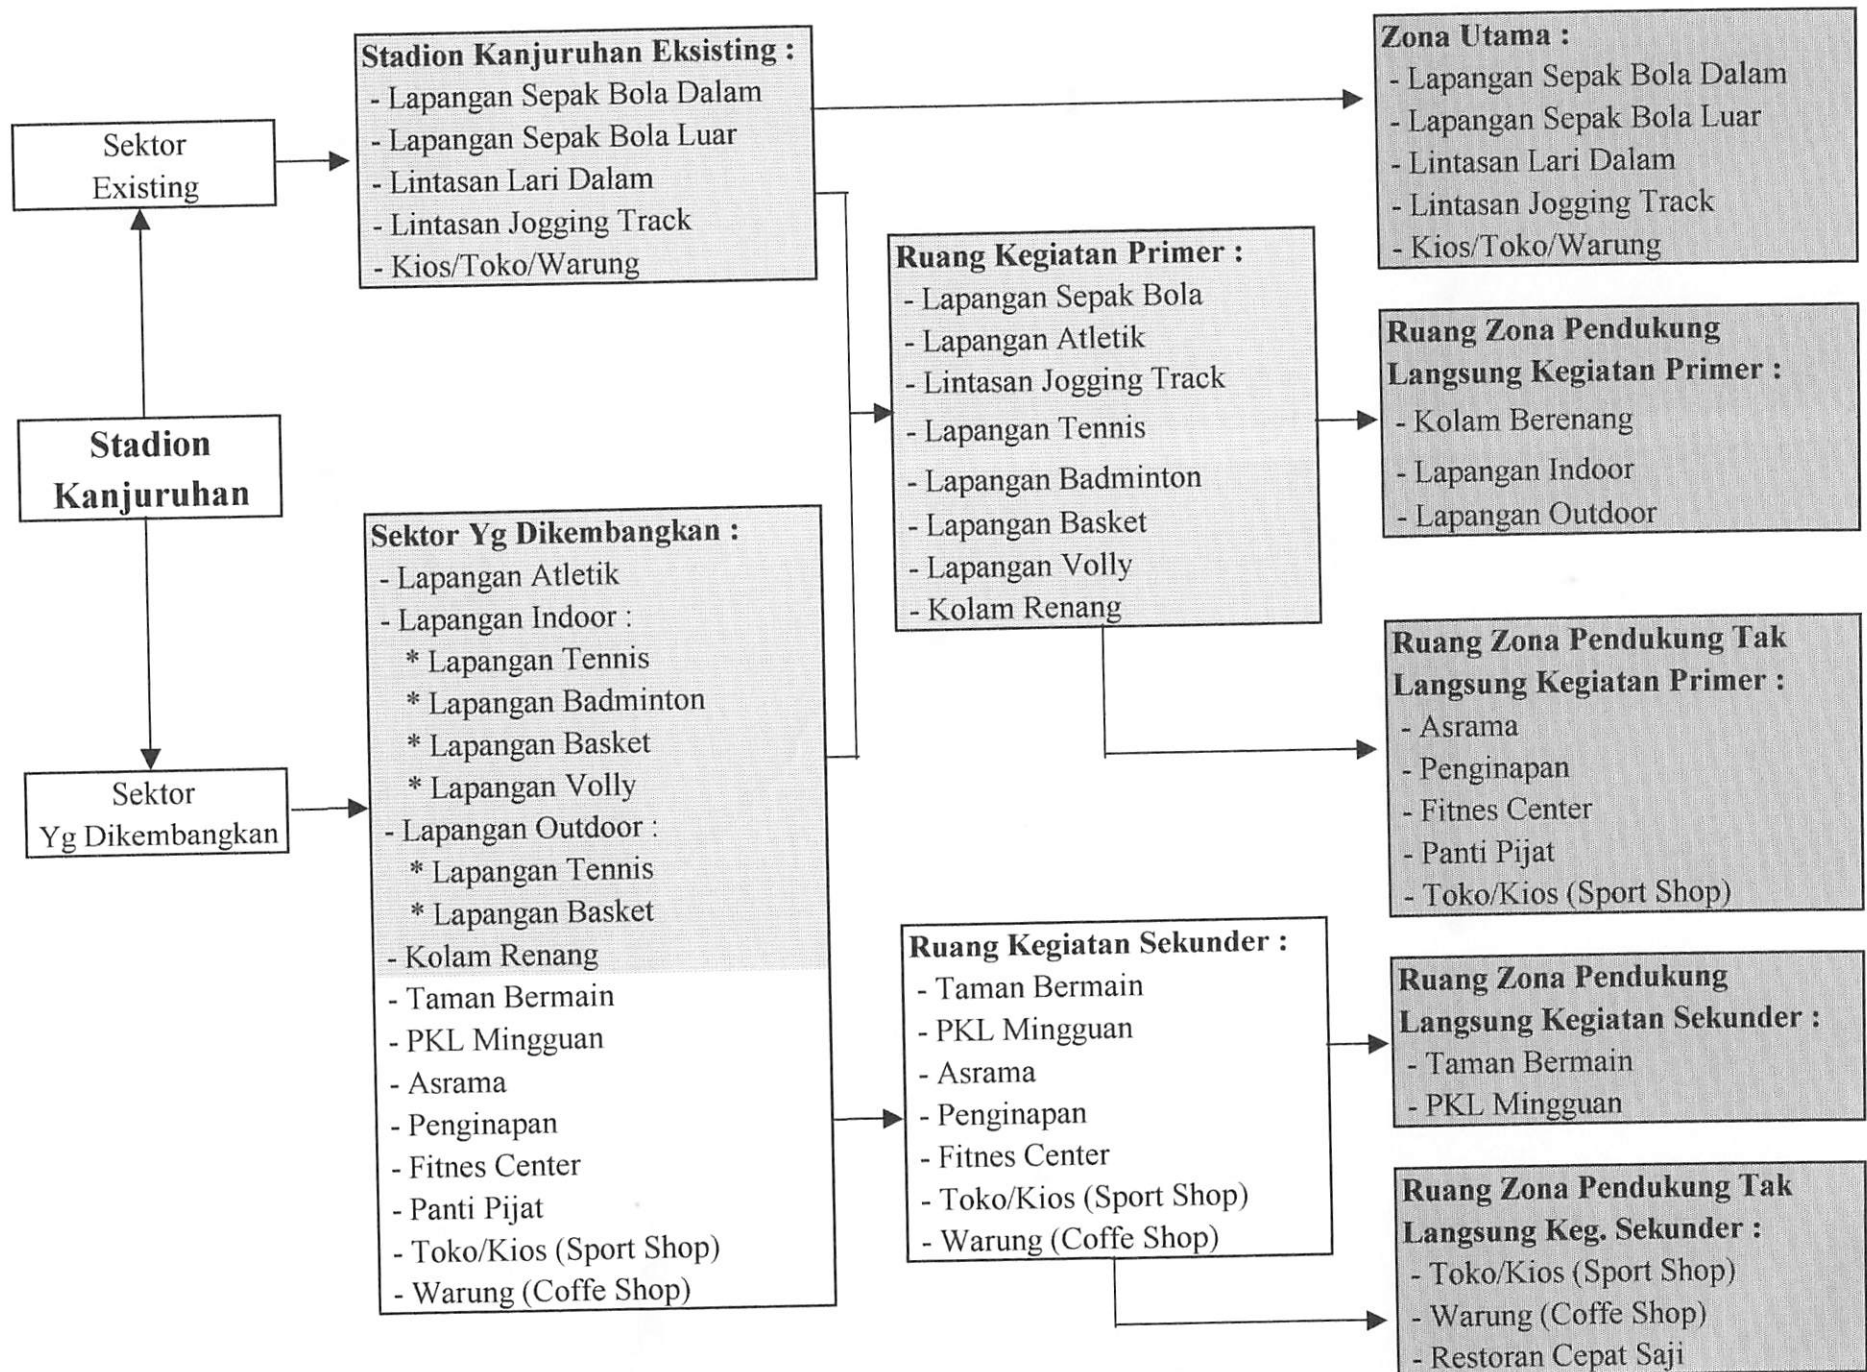 Stadion Kanjuruhan Eksisting :
- Lapangan Sepak Bola Dalam
- Lapangan Sepak Bola Luar
- Lintasan Lari Dalam
- Lintasan Jogging Track
- Kios/Toko/Warung
Zona Utama :
- Lapangan Sepak Bola Dalam
- Lapangan Sepak Bola Luar
- Lintasan Lari Dalam
- Lintasan Jogging Track
- Kios/Toko/Warung
Sektor
Existing
Ruang Kegiatan Primer :
- Lapangan Sepak Bola
- Lapangan Atletik
- Lintasan Jogging Track
- Lapangan Tennis
- Lapangan Badminton
- Lapangan Basket
- Lapangan Volly
- Kolam Renang
Ruang Zona Pendukung
Langsung Kegiatan Primer :
- Kolam Berenang
- Lapangan Indoor
- Lapangan Outdoor
Stadion
Kanjuruhan
Sektor Yg Dikembangkan :
- Lapangan Atletik
- Lapangan Indoor :
* Lapangan Tennis
* Lapangan Badminton
* Lapangan Basket
* Lapangan Volly
- Lapangan Outdoor :
* Lapangan Tennis
* Lapangan Basket
- Kolam Renang
- Taman Bermain
- PKL Mingguan
- Asrama
- Penginapan
- Fitnes Center
- Panti Pijat
- Toko/Kios (Sport Shop)
- Warung (Coffe Shop)
Ruang Zona Pendukung Tak
Langsung Kegiatan Primer :
- Asrama
- Penginapan
- Fitnes Center
- Panti Pijat
- Toko/Kios (Sport Shop)
Sektor
Yg Dikembangkan
Ruang Kegiatan Sekunder :
- Taman Bermain
- PKL Mingguan
- Asrama
- Penginapan
- Fitnes Center
- Toko/Kios (Sport Shop)
- Warung (Coffe Shop)
Ruang Zona Pendukung
Langsung Kegiatan Sekunder :
- Taman Bermain
- PKL Mingguan
Ruang Zona Pendukung Tak
Langsung Keg. Sekunder :
- Toko/Kios (Sport Shop)
- Warung (Coffe Shop)
- Restoran Cepat Saji